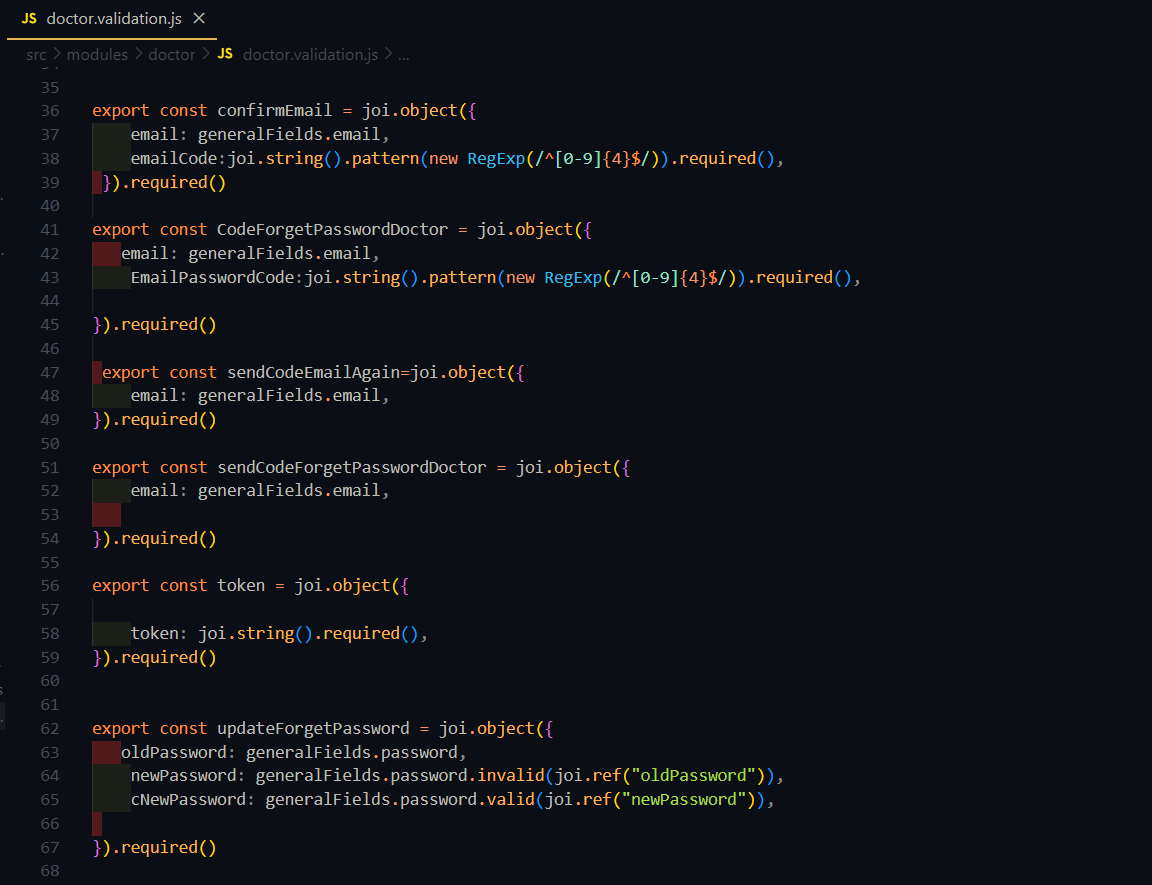 JS doctor.validation.js ×
src > modules > doctor > JS doctor.validation.js > ...
35
36 export const confirmEmail = joi.object({
37     email: generalFields.email,
38     emailCode:joi.string().pattern(new RegExp(/^[0-9]{4}$/)).required(),
39  }).required()
40
41 export const CodeForgetPasswordDoctor = joi.object({
42    email: generalFields.email,
43     EmailPasswordCode:joi.string().pattern(new RegExp(/^[0-9]{4}$/)).required(),
44
45 }).required()
46
47  export const sendCodeEmailAgain=joi.object({
48     email: generalFields.email,
49 }).required()
50
51 export const sendCodeForgetPasswordDoctor = joi.object({
52     email: generalFields.email,
53
54 }).required()
55
56 export const token = joi.object({
57
58     token: joi.string().required(),
59 }).required()
60
61
62 export const updateForgetPassword = joi.object({
63    oldPassword: generalFields.password,
64     newPassword: generalFields.password.invalid(joi.ref("oldPassword")),
65     cNewPassword: generalFields.password.valid(joi.ref("newPassword")),
66
67 }).required()
68